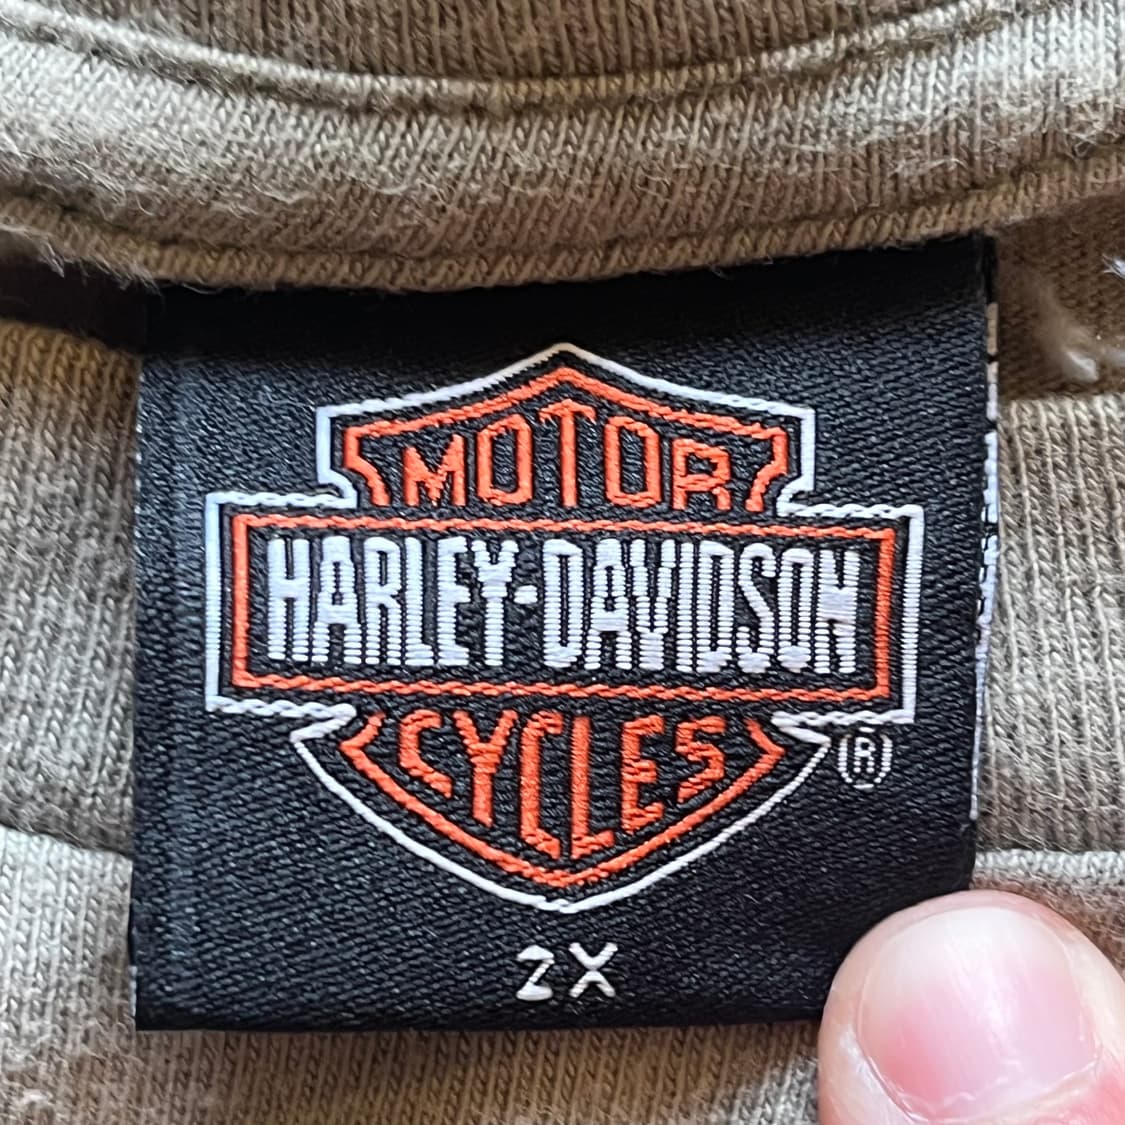 MOTOR
HARLEY-DAVIDSON
CYCLES
®
2X